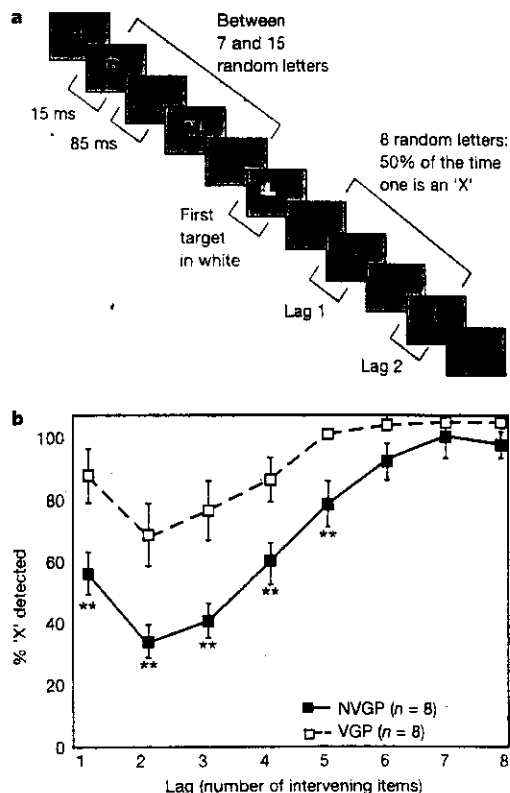 a
Between
7 and 15
random letters
15 ms
85 ms
8 random letters:
50% of the time
one is an 'X'
First
target
in white
L
Lag 1
Lag 2
b
% 'X' detected
100
80
60
40
20
0
**
**
**
**
**
NVGP (n = 8)
VGP (n = 8)
1 2 3 4 5 6 7 8
Lag (number of intervening items)